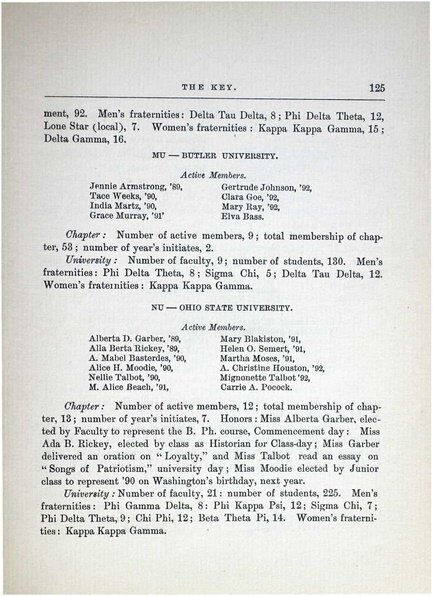 THE KEY. 125
ment, 92. Men's fraternities: Delta Tau Delta, 8; Phi Delta Theta, 12,
Lone Star (local), 7. Women's fraternities: Kappa Kappa Gamma, 15;
Delta Gamma, 16.
MU — BUTLER UNIVERSITY.
Active Members.
Jennie Armstrong, '89, Gertrude Johnson, '92,
Tace Weeks, '90, Clara Goe, '92,
India Martz, '90, Mary Ray, '92,
Grace Murray, '91' Elva Bass.
Chapter: Number of active members, 9; total membership of chap-
ter, 53; number of year's initiates, 2.
University: Number of faculty, 9; number of students, 130. Men's
fraternities: Phi Delta Theta, 8; Sigma Chi, 5; Delta Tau Delta, 12.
Women's fraternities: Kappa Kappa Gamma.
NU — OHIO STATE UNIVERSITY.
Active Members.
Alberta D. Garber, '89, Mary Blakiston, '91,
Alla Berta Rickey, '89, Helen O. Semert, '91,
A. Mabel Basterdes, '90, Martha Moses, '91,
Alice H. Moodie, '90, A. Christine Houston, '92,
Nellie Talbot, '90, Mignonette Talbot '92,
M. Alice Beach, '91, Carrie A. Pocock.
Chapter: Number of active members, 12; total membership of chap-
ter, 13; number of year's initiates, 7. Honors: Miss Alberta Garber, elec-
ted by Faculty to represent the B. Ph. course, Commencement day: Miss
Ada B. Rickey, elected by class as Historian for Class-day; Miss Garber
delivered an oration on "Loyalty," and Miss Talbot read an essay on
"Songs of Patriotism," university day; Miss Moodie elected by Junior
class to represent '90 on Washington's birthday, next year.
University: Number of faculty, 21: number of students, 225. Men's
fraternities: Phi Gamma Delta, 8: Phi Kappa Psi, 12; Sigma Chi, 7;
Phi Delta Theta, 9; Chi Phi, 12; Beta Theta Pi, 14. Women's fraterni-
ties: Kappa Kappa Gamma.